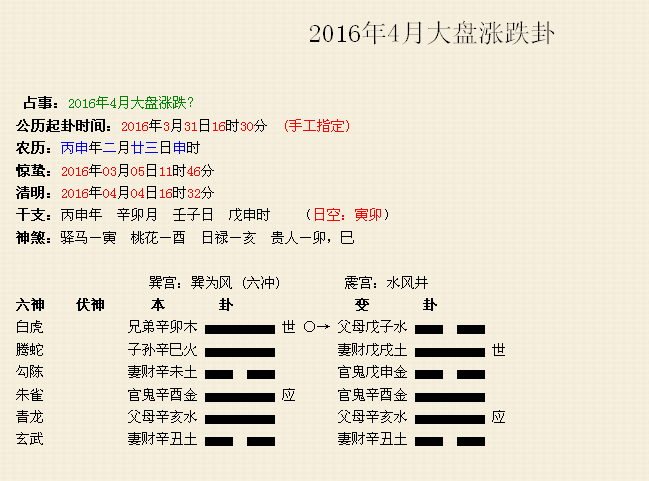 2016年4月大盘涨跌卦
占事：2016年4月大盘涨跌？
公历起卦时间：2016年3月31日16时30分 (手工指定)
农历：丙申年二月廿三日申时
惊蛰：2016年03月05日11时46分
清明：2016年04月04日16时32分
干支：丙申年 辛卯月 壬子日 戊申时 （日空：寅卯）
神煞：驿马—寅 桃花—酉 日禄—亥 贵人—卯，巳
巽宫：巽为风 (六冲) 震宫：水风井
六神 伏神 本 卦 变 卦
白虎 兄弟辛卯木 世 ○→ 父母戊子水
腾蛇 子孙辛巳火 妻财戊戌土 世
勾陈 妻财辛未土 官鬼戊申金
朱雀 官鬼辛酉金 应 官鬼辛酉金
青龙 父母辛亥水 父母辛亥水 应
玄武 妻财辛丑土 妻财辛丑土